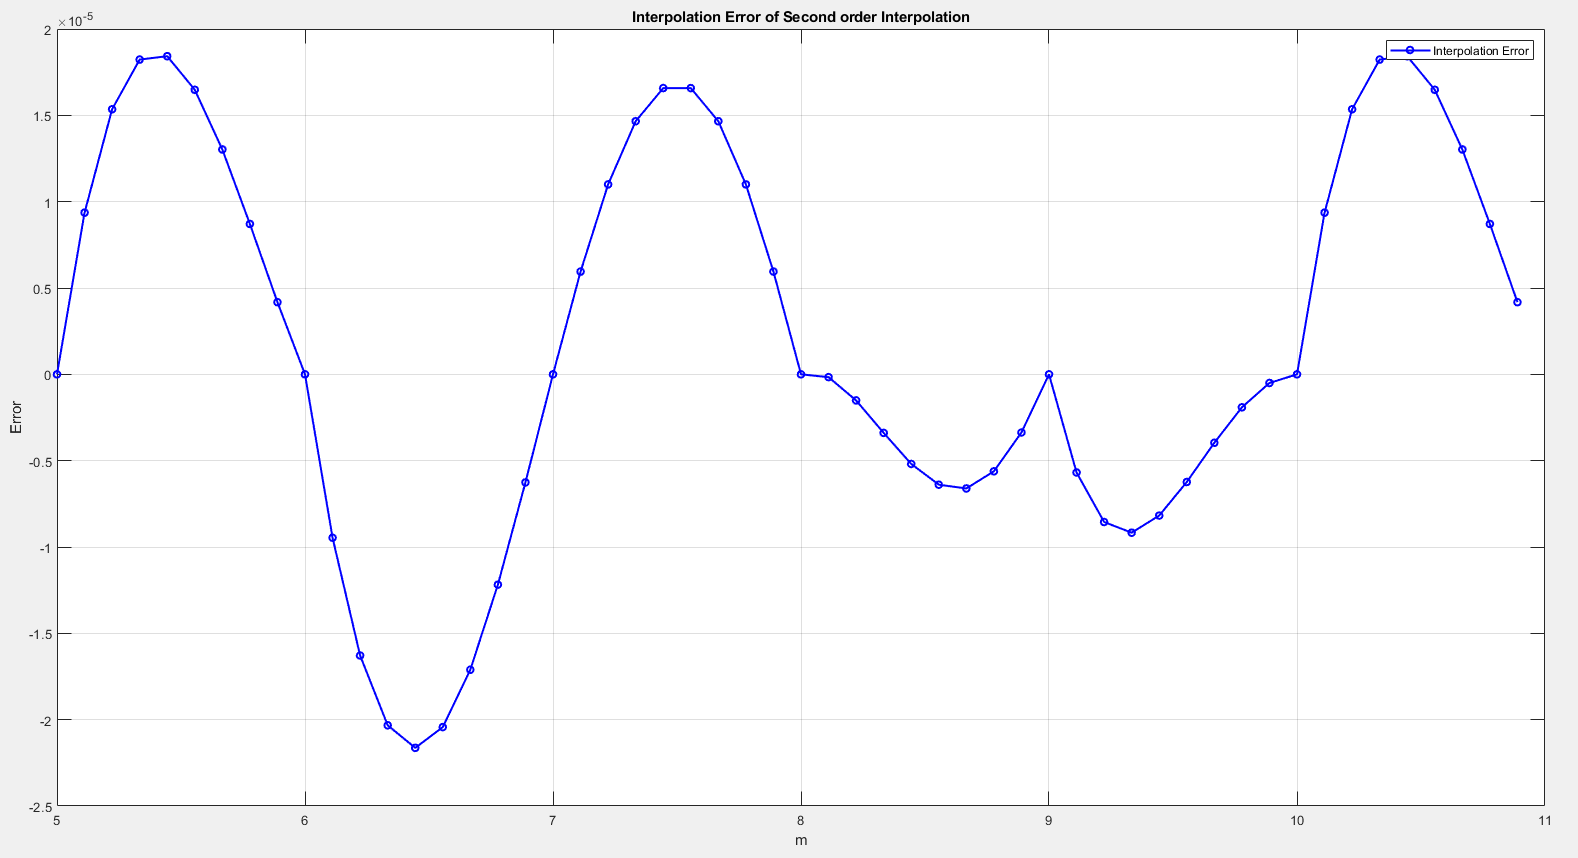 Interpolation Error of Second order Interpolation
×10-5
2
1.5
1
0.5
0
-0.5
-1
-1.5
-2
-2.5
Error
Interpolation Error
5 6 7 8 9 10 11
m